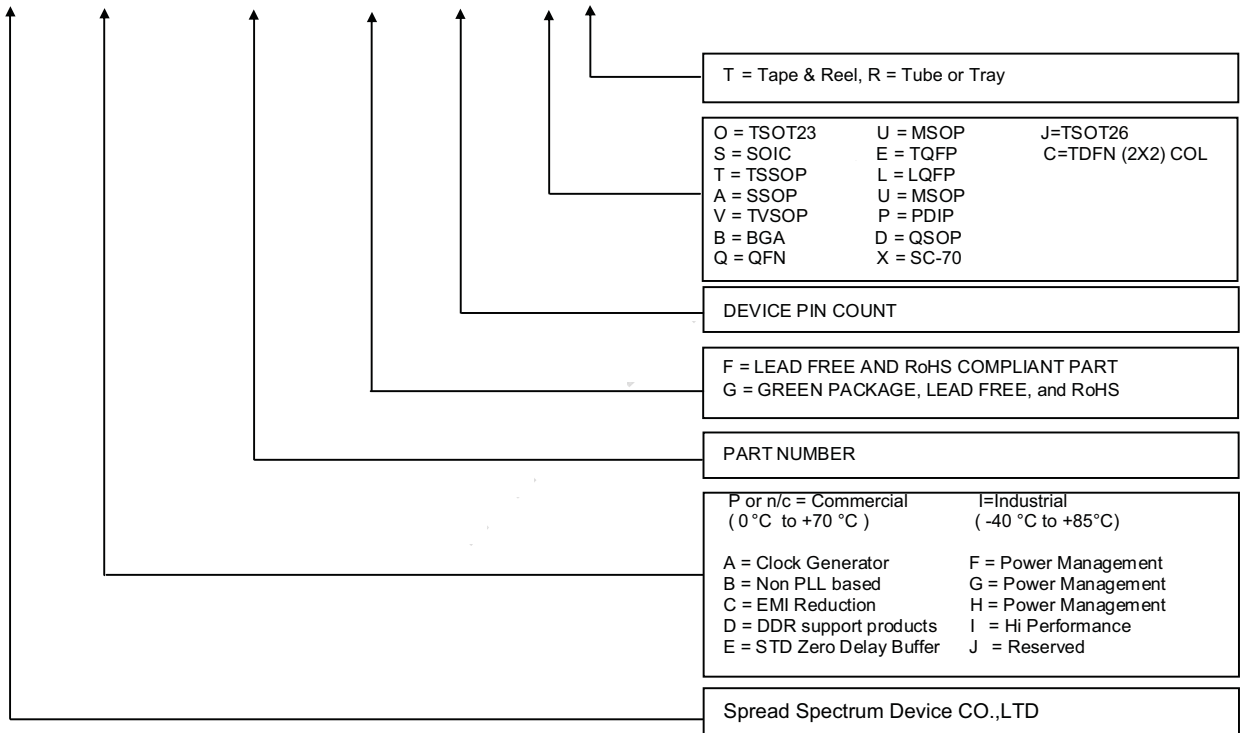 T = Tape & Reel, R = Tube or Tray
O = TSOT23 U = MSOP J=TSOT26
S = SOIC E = TQFP C=TDFN (2X2) COL
T = TSSOP L = LQFP
A = SSOP U = MSOP
V = TVSOP P = PDIP
B = BGA D = QSOP
Q = QFN X = SC-70
DEVICE PIN COUNT
F = LEAD FREE AND RoHS COMPLIANT PART
G = GREEN PACKAGE, LEAD FREE, and RoHS
PART NUMBER
P or n/c = Commercial I=Industrial
( 0 °C to +70 °C ) ( -40 °C to +85°C)
A = Clock Generator F = Power Management
B = Non PLL based G = Power Management
C = EMI Reduction H = Power Management
D = DDR support products I = Hi Performance
E = STD Zero Delay Buffer J = Reserved
Spread Spectrum Device CO.,LTD